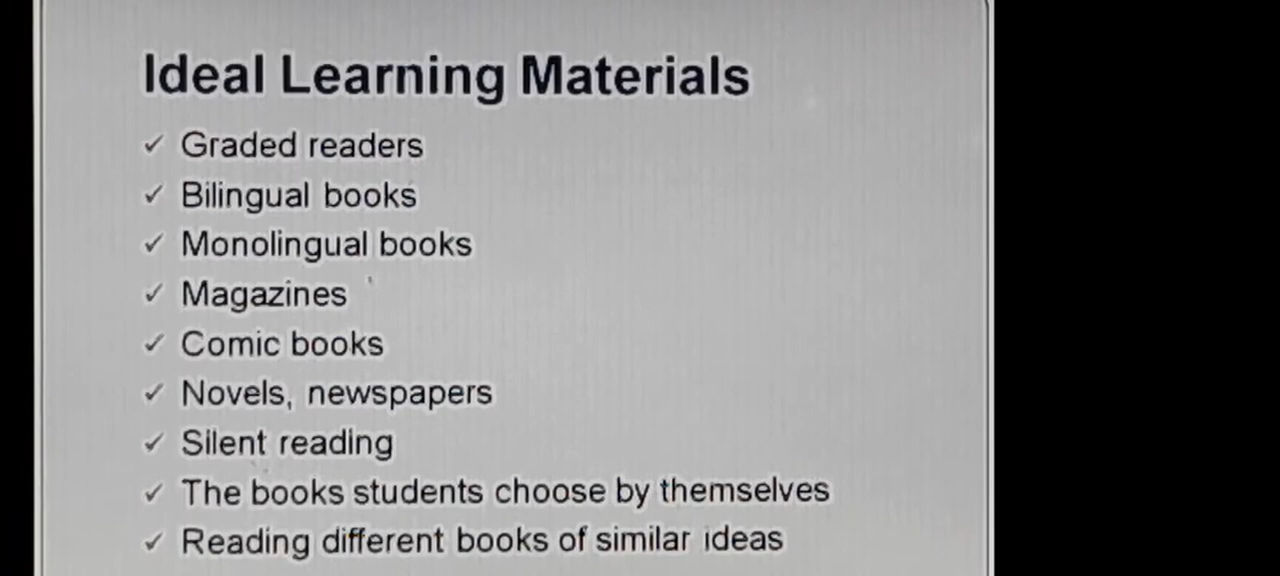 Ideal Learning Materials
✓ Graded readers
✓ Bilingual books
✓ Monolingual books
✓ Magazines
✓ Comic books
✓ Novels, newspapers
✓ Silent reading
✓ The books students choose by themselves
✓ Reading different books of similar ideas